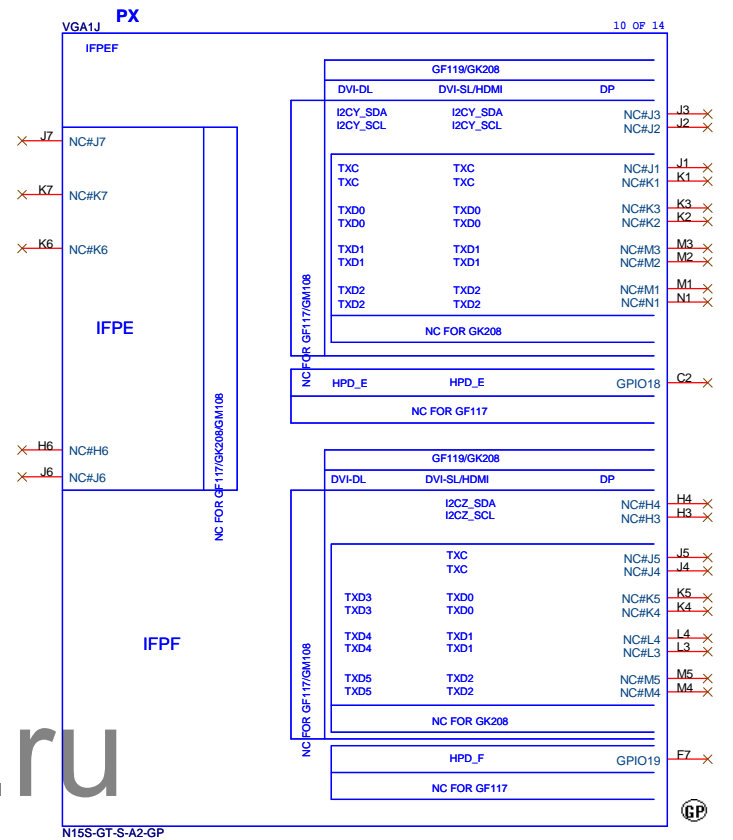 PX
VGA1J
10 OF 14
IFPEF
GF119/GK208
DVI-DL DVI-SL/HDMI DP
I2CY_SDA I2CY_SDA NC#J3 J3
I2CY_SCL I2CY_SCL NC#J2 J2
J7 NC#J7
TXC TXC NC#J1 J1
TXC TXC NC#K1 K1
K7 NC#K7
TXD0 TXD0 NC#K3 K3
TXD0 TXD0 NC#K2 K2
K6 NC#K6
TXD1 TXD1 NC#M3 M3
TXD1 TXD1 NC#M2 M2
TXD2 TXD2 NC#M1 M1
TXD2 TXD2 NC#N1 N1
IFPE
NC FOR GK208
NC FOR GF117/GM108
HPD_E HPD_E GPIO18 C2
NC FOR GF117
NC FOR GF117/GK208/GM108
H6 NC#H6
J6 NC#J6
GF119/GK208
DVI-DL DVI-SL/HDMI DP
I2CZ_SDA NC#H4 H4
I2CZ_SCL NC#H3 H3
TXC NC#J5 J5
TXC NC#J4 J4
TXD3 TXD0 NC#K5 K5
TXD3 TXD0 NC#K4 K4
IFPF
TXD4 TXD1 NC#L4 L4
TXD4 TXD1 NC#L3 L3
TXD5 TXD2 NC#M5 M5
TXD5 TXD2 NC#M4 M4
NC FOR GK208
NC FOR GF117/GM108
HPD_F GPIO19 F7
NC FOR GF117
.ru
GP
N15S-GT-S-A2-GP